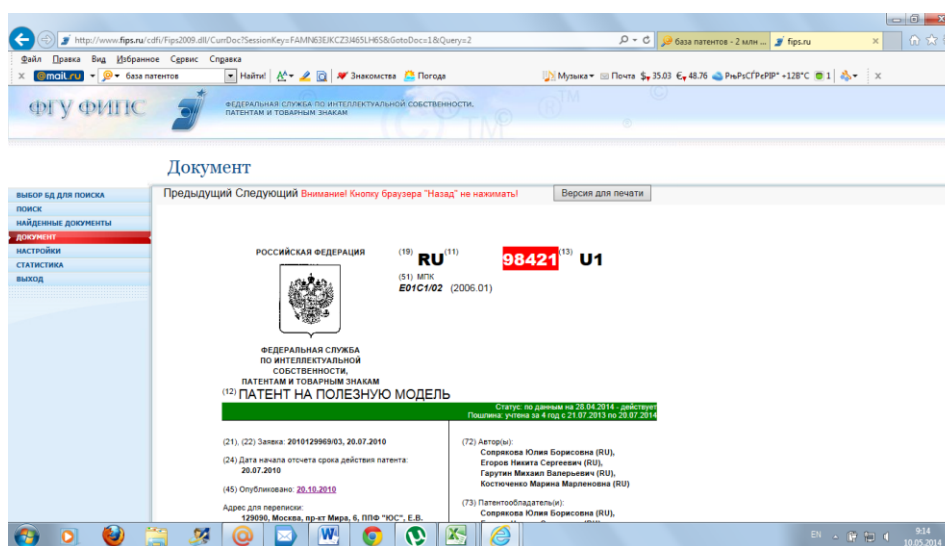 http://www.fips.ru/cdfi/Fips2009.dll/CurrDoc?SessionKey=FAMN63EJKCZ3J465LH6S&GotoDoc=1&Query=2
база патентов - 2 млн ...
fips.ru
Файл Правка Вид Избранное Сервис Справка
@mail.ru база патентов Найти! Знакомства Погода Музыка Почта 35.03 48.76 +128°C 1
ФГУ ФИПС
ФЕДЕРАЛЬНАЯ СЛУЖБА ПО ИНТЕЛЛЕКТУАЛЬНОЙ СОБСТВЕННОСТИ,
ПАТЕНТАМ И ТОВАРНЫМ ЗНАКАМ
Документ
Предыдущий Следующий Внимание! Кнопку браузера "Назад" не нажимать! Версия для печати
ВЫБОР БД ДЛЯ ПОИСКА
ПОИСК
НАЙДЕННЫЕ ДОКУМЕНТЫ
ДОКУМЕНТ
НАСТРОЙКИ
СТАТИСТИКА
ВЫХОД
РОССИЙСКАЯ ФЕДЕРАЦИЯ
(19) RU (11) 98421 (13) U1
(51) МПК
E01C1/02 (2006.01)
ФЕДЕРАЛЬНАЯ СЛУЖБА
ПО ИНТЕЛЛЕКТУАЛЬНОЙ
СОБСТВЕННОСТИ,
ПАТЕНТАМ И ТОВАРНЫМ ЗНАКАМ
(12) ПАТЕНТ НА ПОЛЕЗНУЮ МОДЕЛЬ
Статус: по данным на 28.04.2014 - действует
Пошлина: учтена за 4 год с 21.07.2013 по 20.07.2014
(21), (22) Заявка: 2010129969/03, 20.07.2010
(24) Дата начала отсчета срока действия патента:
20.07.2010
(45) Опубликовано: 20.10.2010
Адрес для переписки:
129090, Москва, пр-кт Мира, 6, ППФ "ЮС", Е.В.
(72) Автор(ы):
Сопрякова Юлия Борисовна (RU),
Егоров Никита Сергеевич (RU),
Гарутин Михаил Валерьевич (RU),
Костюченко Марина Марленовна (RU)
(73) Патентообладатель(и):
Сопрякова Юлия Борисовна (RU),
EN
9:14
10.05.2014